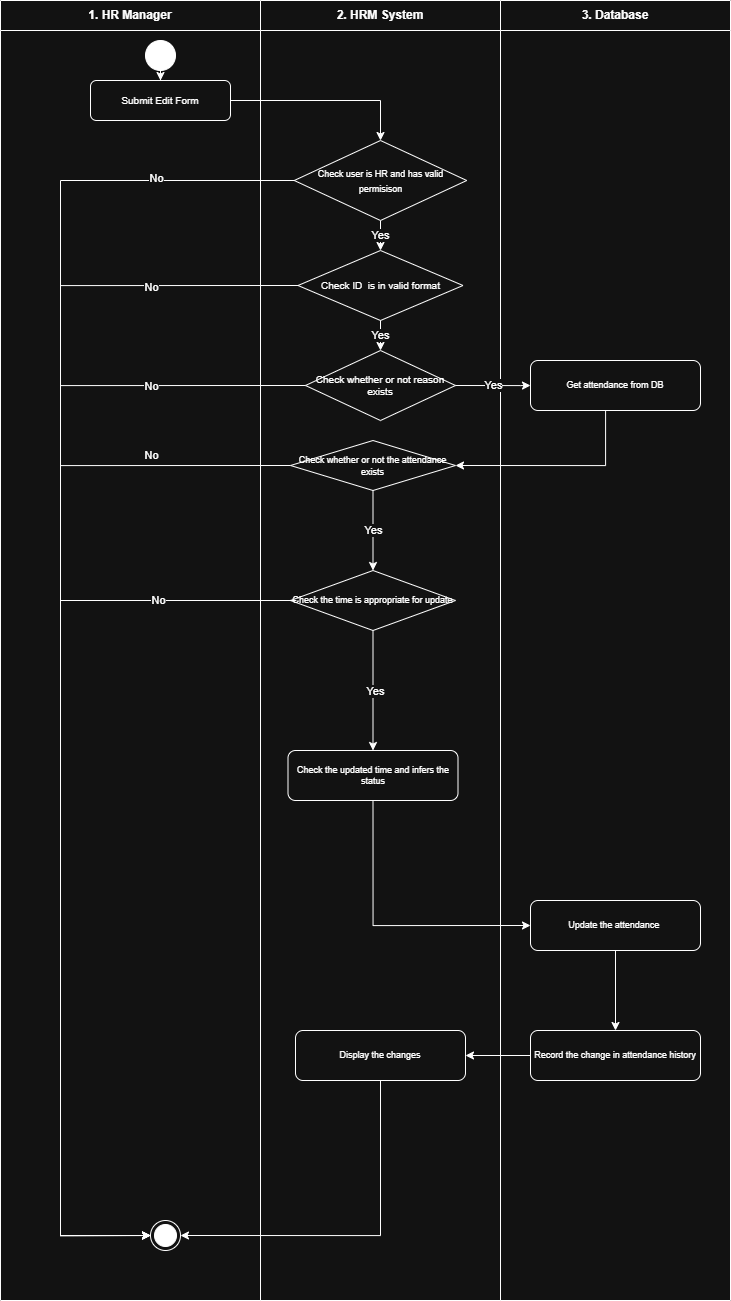 1. HR Manager
2. HRM System
3. Database
Submit Edit Form
Check user is HR and has valid
permisison
No
Yes
Check ID  is in valid format
No
Yes
Check whether or not reason
exists
No
Yes
Get attendance from DB
No
Check whether or not the attendance
exists
Yes
No
Check the time is appropriate for update
Yes
Check the updated time and infers the
status
Update the attendance
Display the changes
Record the change in attendance history